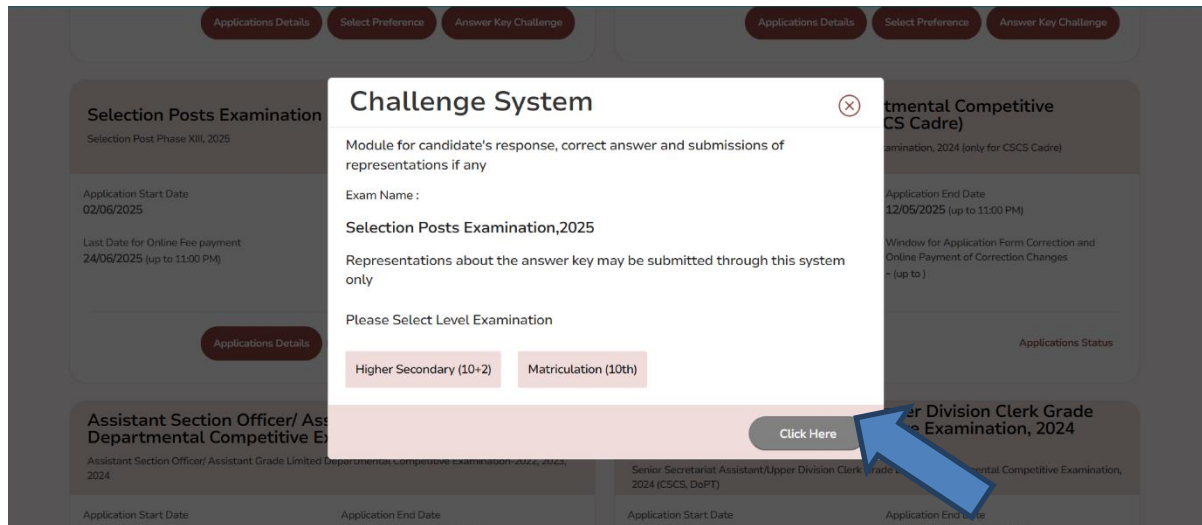 Applications Details
Select Preference
Answer Key Challenge
Applications Details
Select Preference
Answer Key Challenge
Selection Posts Examination
Selection Post Phase XIII, 2025
Application Start Date
02/06/2025
Last Date for Online Fee payment
24/06/2025 (up to 11:00 PM)
Applications Details
Challenge System
Module for candidate's response, correct answer and submissions of
representations if any
Exam Name :
Selection Posts Examination,2025
Representations about the answer key may be submitted through this system
only
Please Select Level Examination
Higher Secondary (10+2)
Matriculation (10th)
Click Here
Competitive
CS Cadre)
2024 (only for CSCS Cadre)
Application End Date
12/05/2025 (up to 11:00 PM)
Window for Application Form Correction and
Online Payment of Correction Changes
- (up to )
Applications Status
Assistant Section Officer/
Departmental Competitive
Assistant Section Officer/ Assistant Grade Limited Departmental Competitive Examination-2022, 2023,
2024
Application Start Date
Application End Date
Division Clerk Grade
Examination, 2024
Senior Secretariat Assistant/Upper Division Clerk Competitive Examination,
2024 (CSCS, DoPT)
Application Start Date
Application End